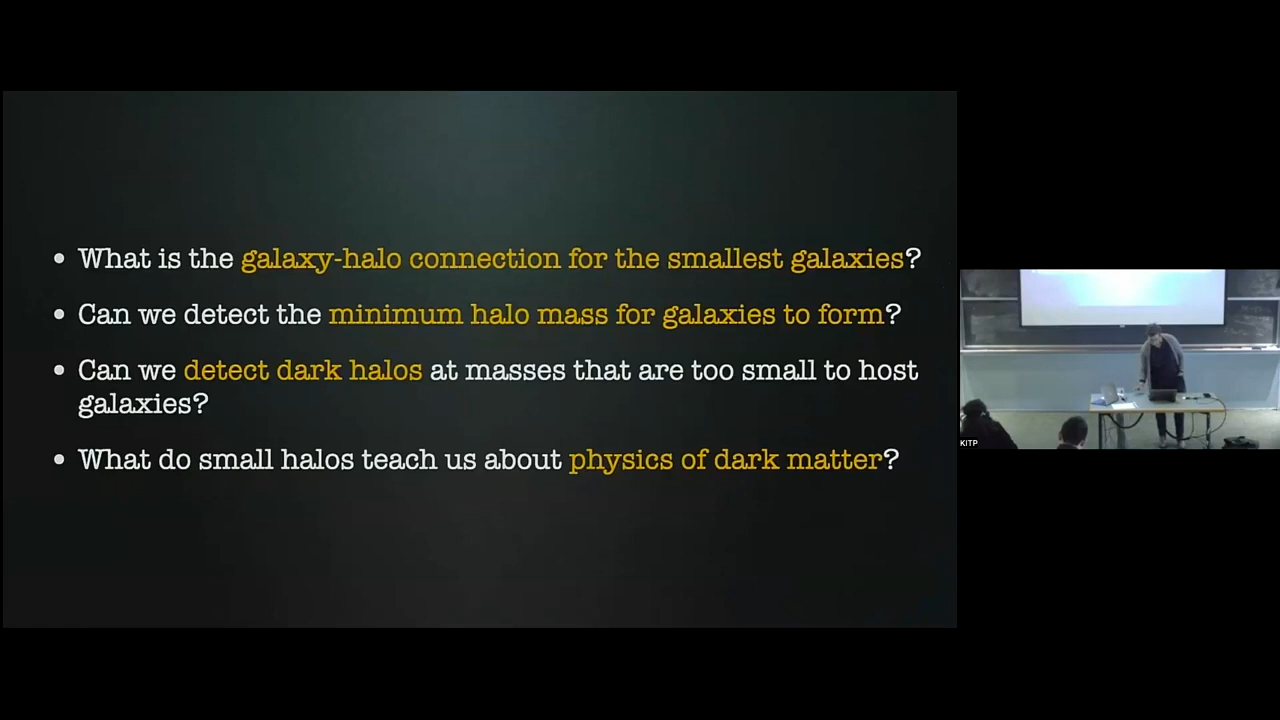 • What is the galaxy-halo connection for the smallest galaxies?
• Can we detect the minimum halo mass for galaxies to form?
• Can we detect dark halos at masses that are too small to host
galaxies?
• What do small halos teach us about physics of dark matter?
KITP